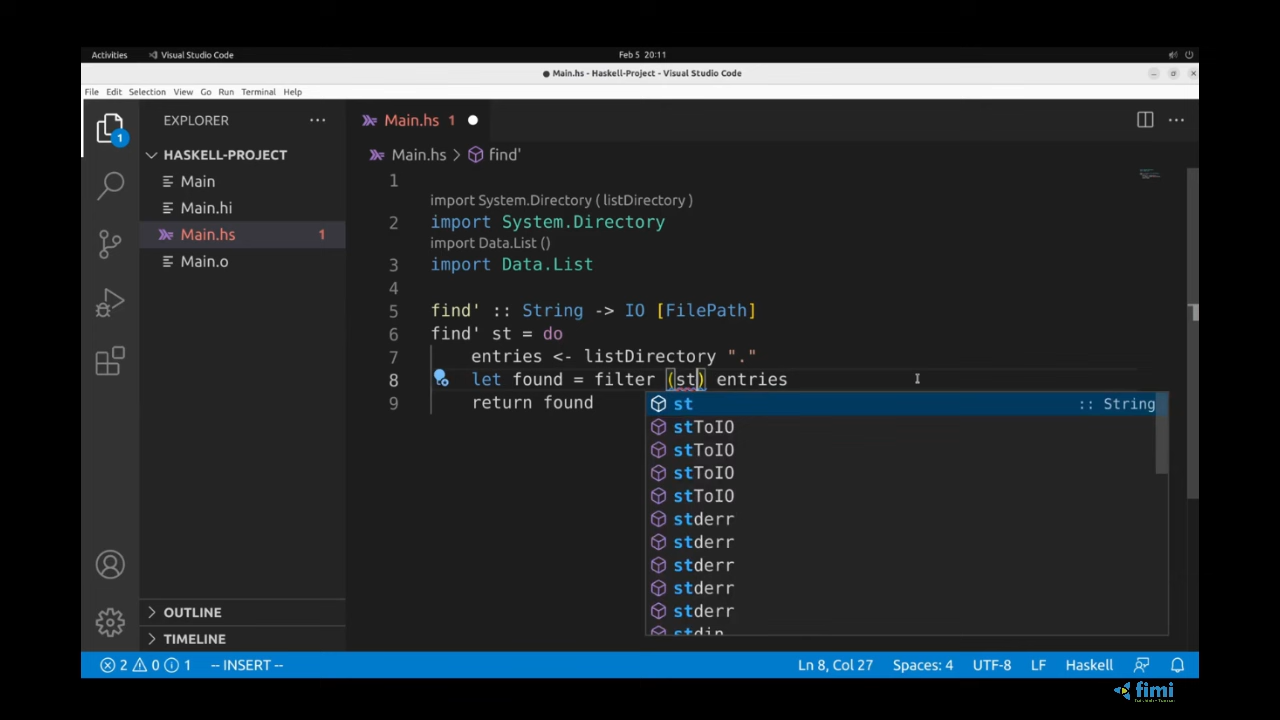 Activities Visual Studio Code Feb 5 20:11
● Main.hs - Haskell-Project - Visual Studio Code
File Edit Selection View Go Run Terminal Help
1
EXPLORER ···
HASKELL-PROJECT
Main
Main.hi
Main.hs 1
Main.o
OUTLINE
TIMELINE
Main.hs 1 ●
Main.hs > find'
1
import System.Directory ( listDirectory )
2 import System.Directory
import Data.List ()
3 import Data.List
4
5 find' :: String -> IO [FilePath]
6 find' st = do
7 entries <- listDirectory "."
8 let found = filter (st) entries
9 return found
st :: String
stToIO
stToIO
stToIO
stToIO
stderr
stderr
stderr
stderr
stderr
stdin
2 0 1 -- INSERT -- Ln 8, Col 27 Spaces: 4 UTF-8 LF Haskell
fimi